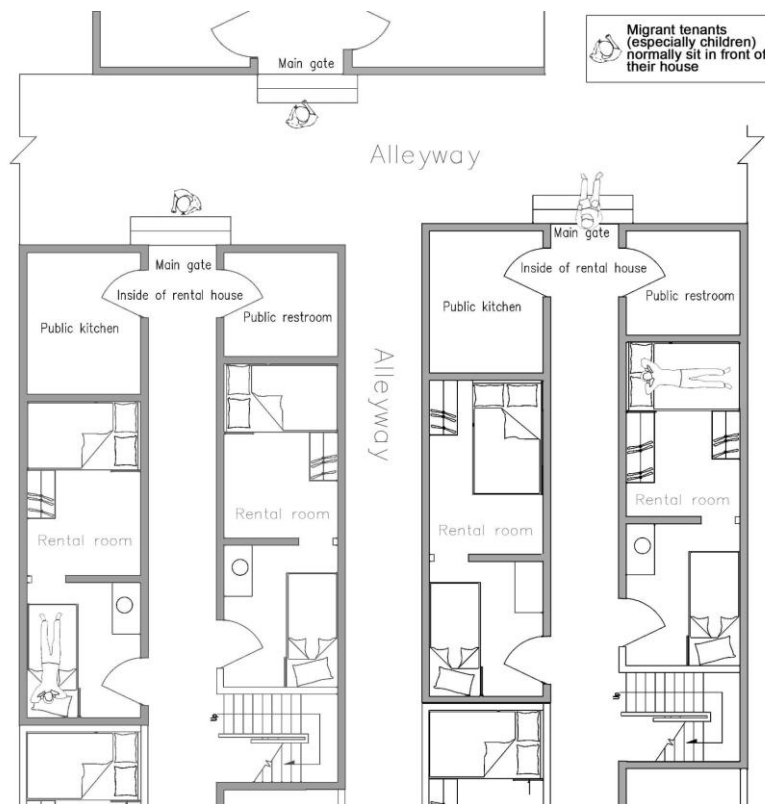 Main gate
Migrant tenants
(especially children)
normally sit in front of
their house
Alleyway
Main gate
Inside of rental house
Public kitchen
Public restroom
Main gate
Inside of rental house
Public kitchen
Public restroom
Alleyway
Rental room
Rental room
Rental room
Rental room